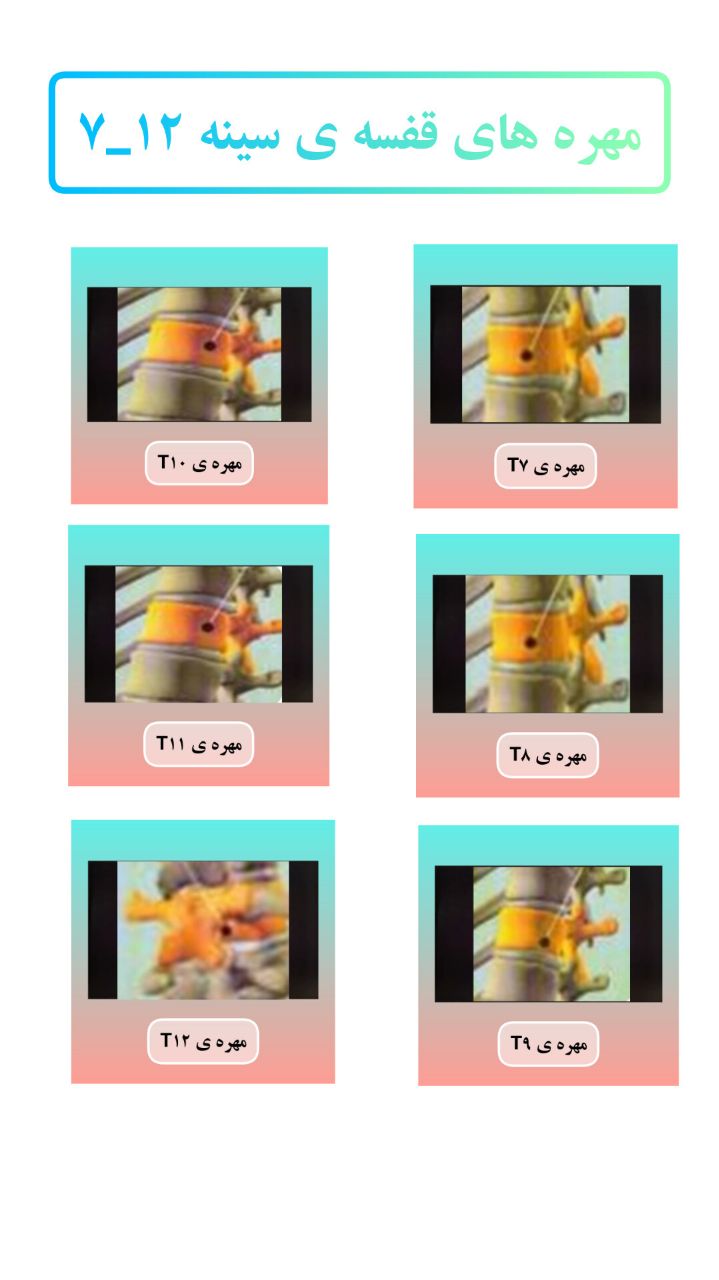 مهره های قفسه ی سینه ۱۲_۷
مهره ی T۷
مهره ی T۱۰
مهره ی T۸
مهره ی T۱۱
مهره ی T۹
مهره ی T۱۲